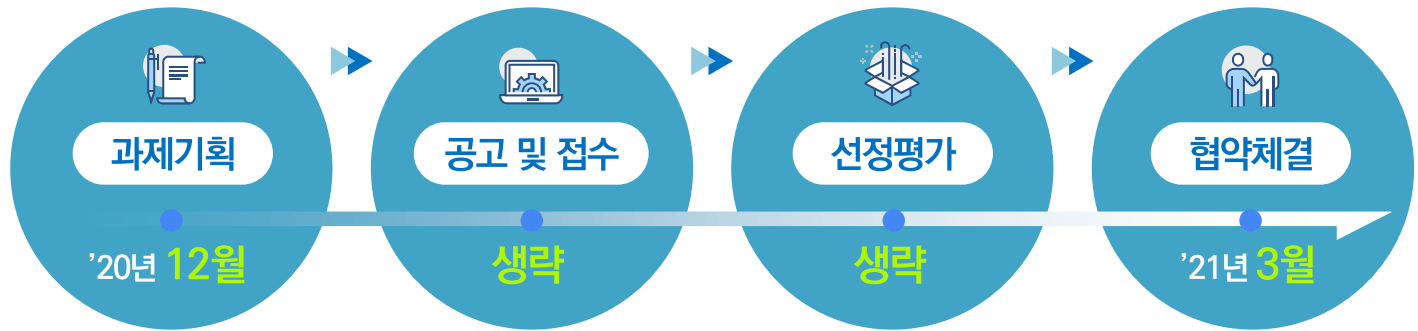 과제기획
공고 및 접수
선정평가
협약체결
’20년 12월
생략
생략
’21년 3월